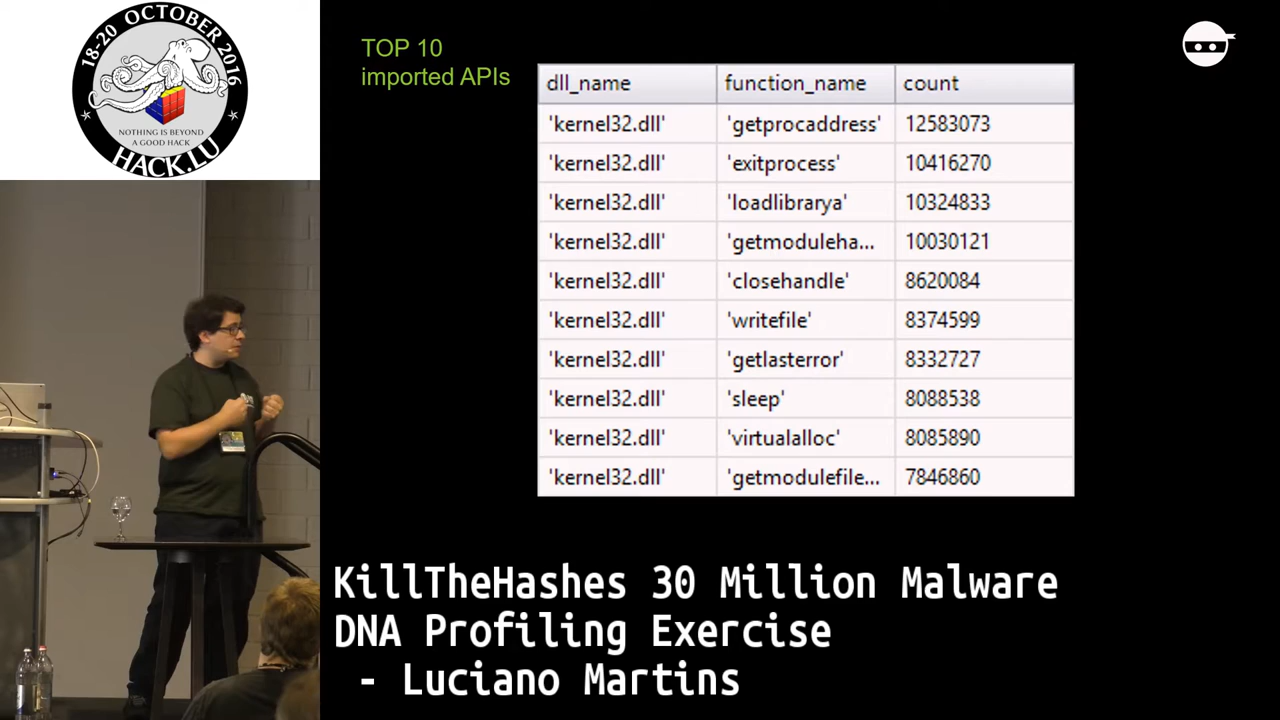 18-20 OCTOBER 2016
NOTHING IS BEYOND
A GOOD HACK
HACK.LU
TOP 10
imported APIs
dll_name function_name count
'kernel32.dll' 'getprocaddress' 12583073
'kernel32.dll' 'exitprocess' 10416270
'kernel32.dll' 'loadlibrarya' 10324833
'kernel32.dll' 'getmoduleha... 10030121
'kernel32.dll' 'closehandle' 8620084
'kernel32.dll' 'writefile' 8374599
'kernel32.dll' 'getlasterror' 8332727
'kernel32.dll' 'sleep' 8088538
'kernel32.dll' 'virtualalloc' 8085890
'kernel32.dll' 'getmodulefile... 7846860
KillTheHashes 30 Million Malware
DNA Profiling Exercise
- Luciano Martins